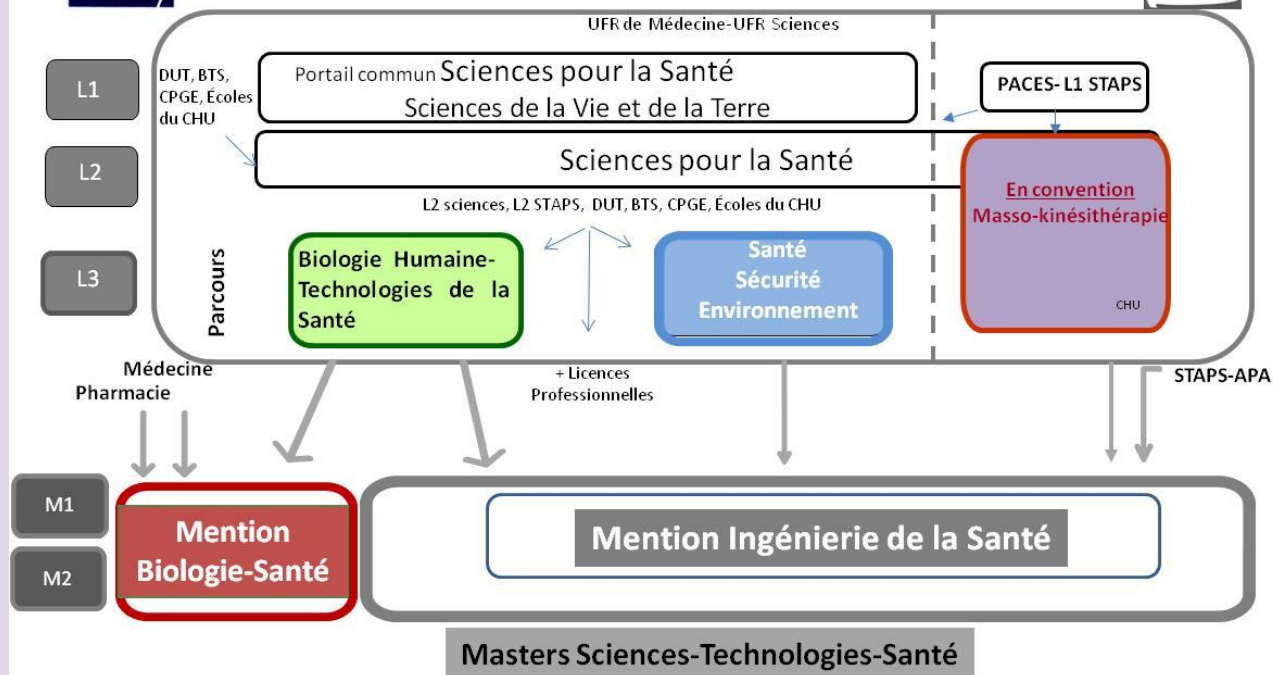 UFR de Médecine-UFR Sciences
L1
DUT, BTS,
CPGE, Écoles
du CHU
Portail commun Sciences pour la Santé
Sciences de la Vie et de la Terre
PACES- L1 STAPS
L2
Sciences pour la Santé
En convention
Masso-kinésithérapie
CHU
L2 sciences, L2 STAPS, DUT, BTS, CPGE, Écoles du CHU
L3
Parcours
Biologie Humaine-
Technologies de la
Santé
Santé
Sécurité
Environnement
Médecine
Pharmacie
+ Licences
Professionnelles
STAPS-APA
M1
M2
Mention
Biologie-Santé
Mention Ingénierie de la Santé
Masters Sciences-Technologies-Santé